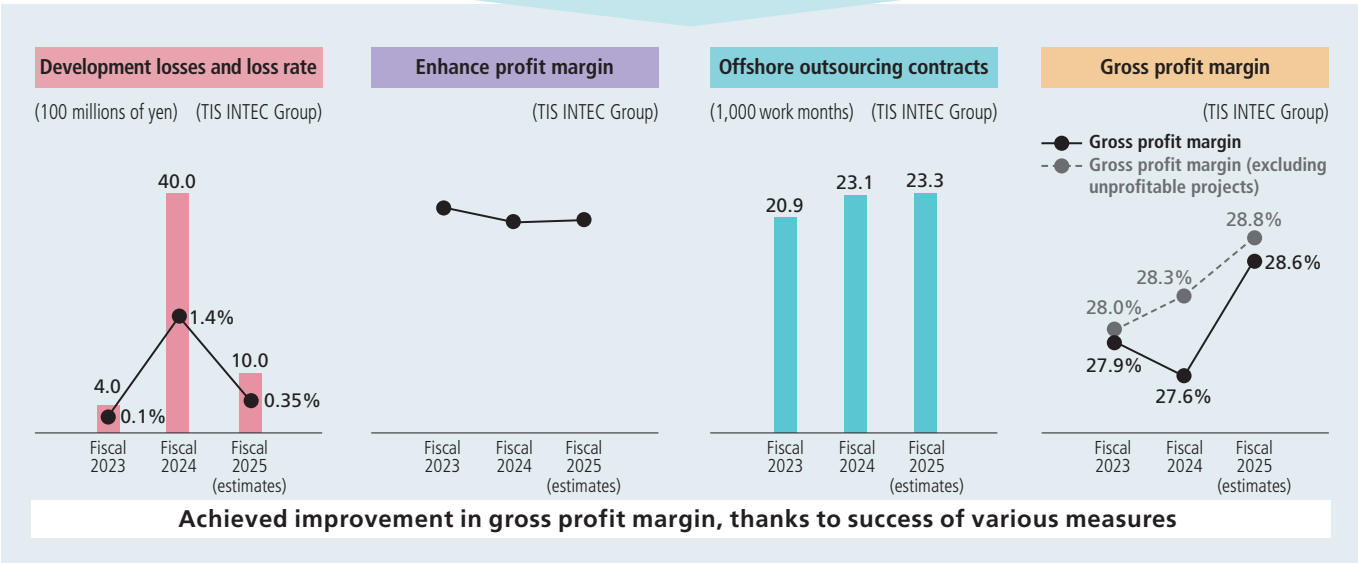 Development losses and loss rate
(100 millions of yen) (TIS INTEC Group)
40.0
1.4%
10.0
4.0
0.35%
0.1%
Fiscal 2023
Fiscal 2024
Fiscal 2025 (estimates)
Enhance profit margin
(TIS INTEC Group)
Fiscal 2023
Fiscal 2024
Fiscal 2025 (estimates)
Offshore outsourcing contracts
(1,000 work months) (TIS INTEC Group)
20.9
23.1
23.3
Fiscal 2023
Fiscal 2024
Fiscal 2025 (estimates)
Gross profit margin
(TIS INTEC Group)
Gross profit margin
Gross profit margin (excluding
unprofitable projects)
28.8%
28.6%
28.3%
28.0%
27.9%
27.6%
Fiscal 2023
Fiscal 2024
Fiscal 2025 (estimates)
Achieved improvement in gross profit margin, thanks to success of various measures